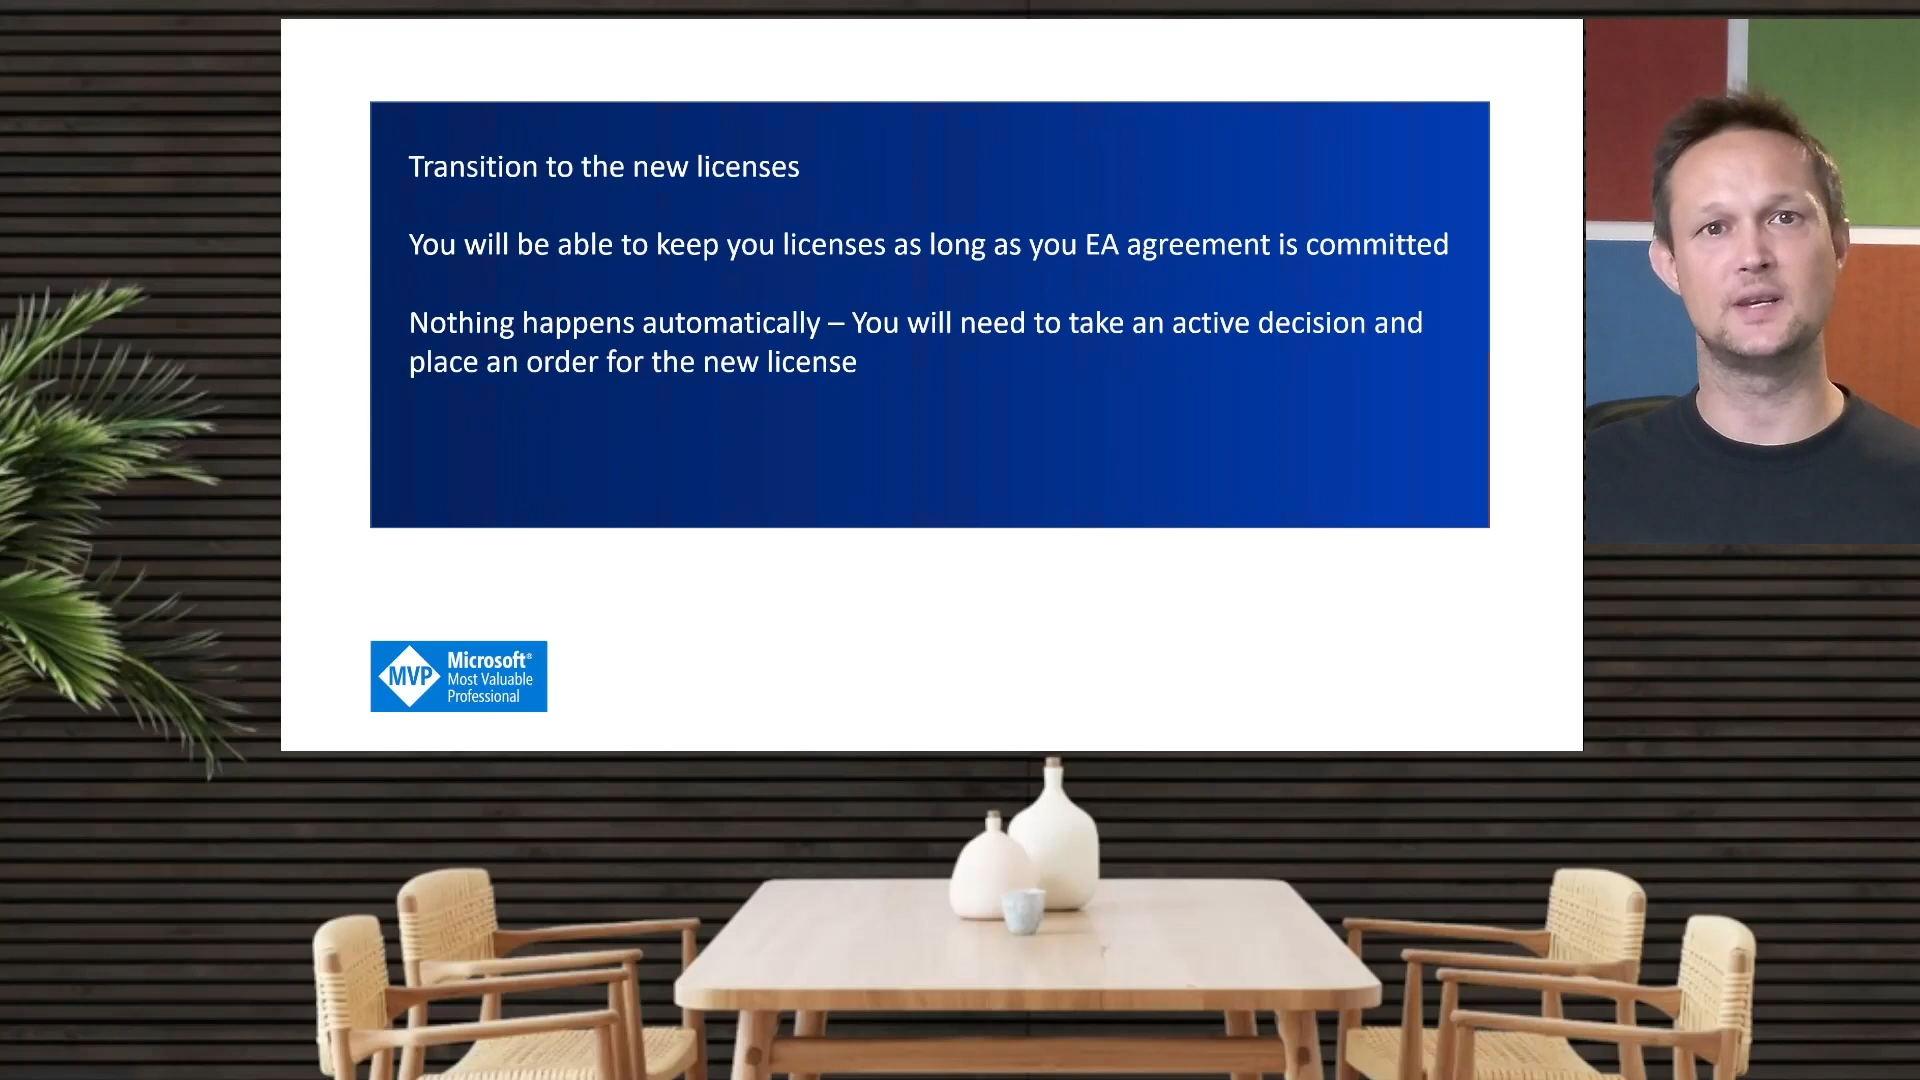 Transition to the new licenses
You will be able to keep you licenses as long as you EA agreement is committed
Nothing happens automatically – You will need to take an active decision and
place an order for the new license
MVP
Microsoft®
Most Valuable
Professional